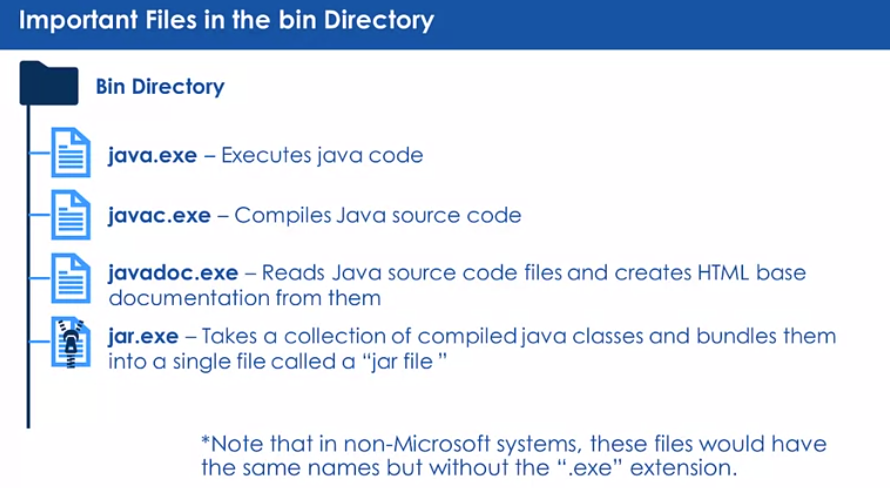 Important Files in the bin Directory
Bin Directory
java.exe – Executes java code
javac.exe – Compiles Java source code
javadoc.exe – Reads Java source code files and creates HTML base
documentation from them
jar.exe – Takes a collection of compiled java classes and bundles them
into a single file called a “jar file ”
*Note that in non-Microsoft systems, these files would have
the same names but without the “.exe” extension.